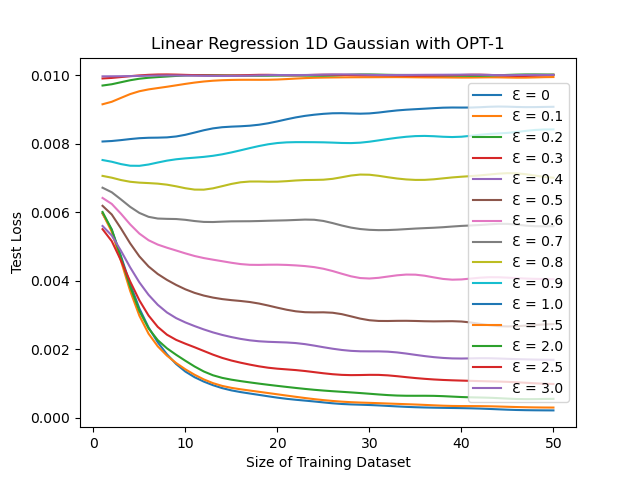 Linear Regression 1D Gaussian with OPT-1
Test Loss
0.010
0.008
0.006
0.004
0.002
0.000
0
10
20
30
40
50
Size of Training Dataset
Ɛ = 0
Ɛ = 0.1
Ɛ = 0.2
Ɛ = 0.3
Ɛ = 0.4
Ɛ = 0.5
Ɛ = 0.6
Ɛ = 0.7
Ɛ = 0.8
Ɛ = 0.9
Ɛ = 1.0
Ɛ = 1.5
Ɛ = 2.0
Ɛ = 2.5
Ɛ = 3.0